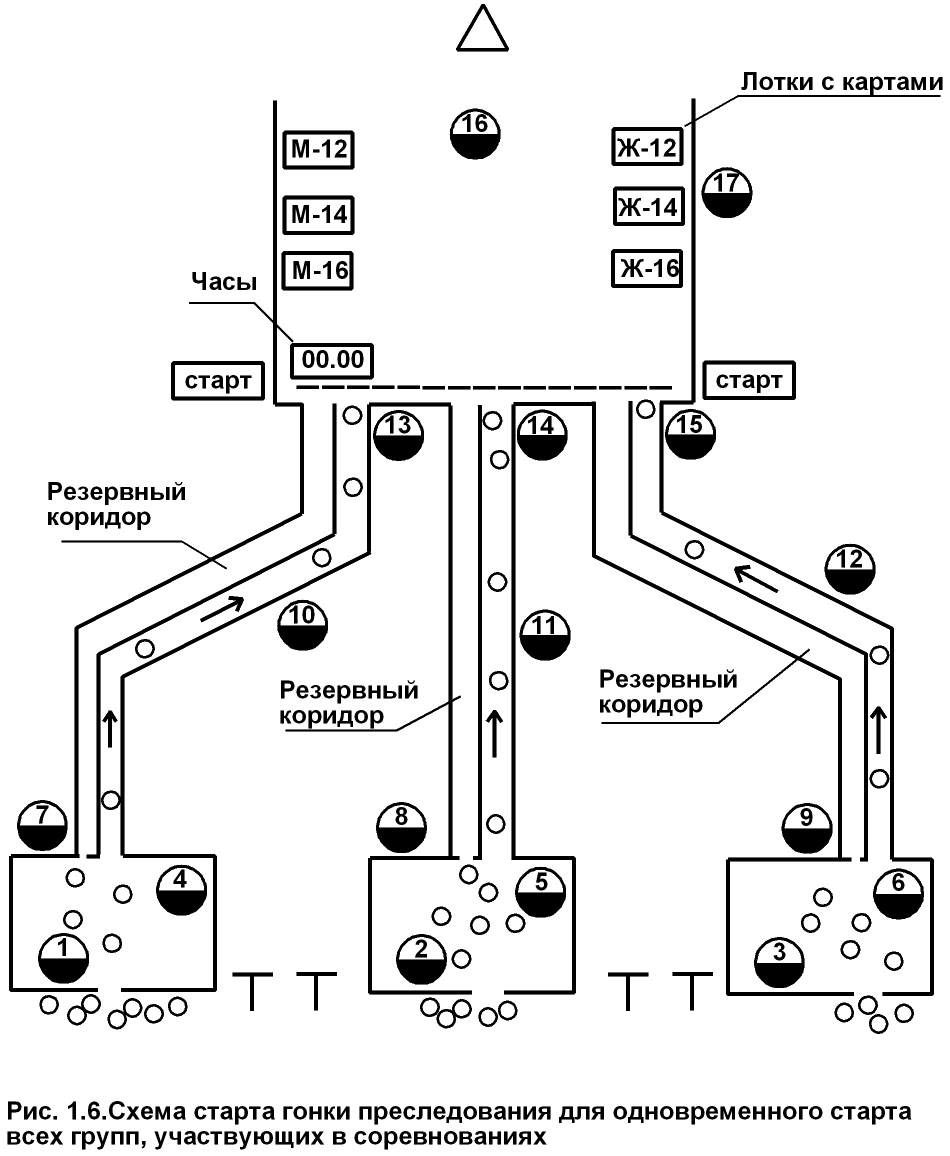 Лотки с картами
16
М-12
Ж-12
17
М-14
Ж-14
М-16
Ж-16
Часы
00.00
старт
старт
13
14
15
Резервный
коридор
12
10
11
Резервный
коридор
Резервный
коридор
7
8
9
4
5
6
1
2
3
Рис. 1.6.Схема старта гонки преследования для одновременного старта
всех групп, участвующих в соревнованиях